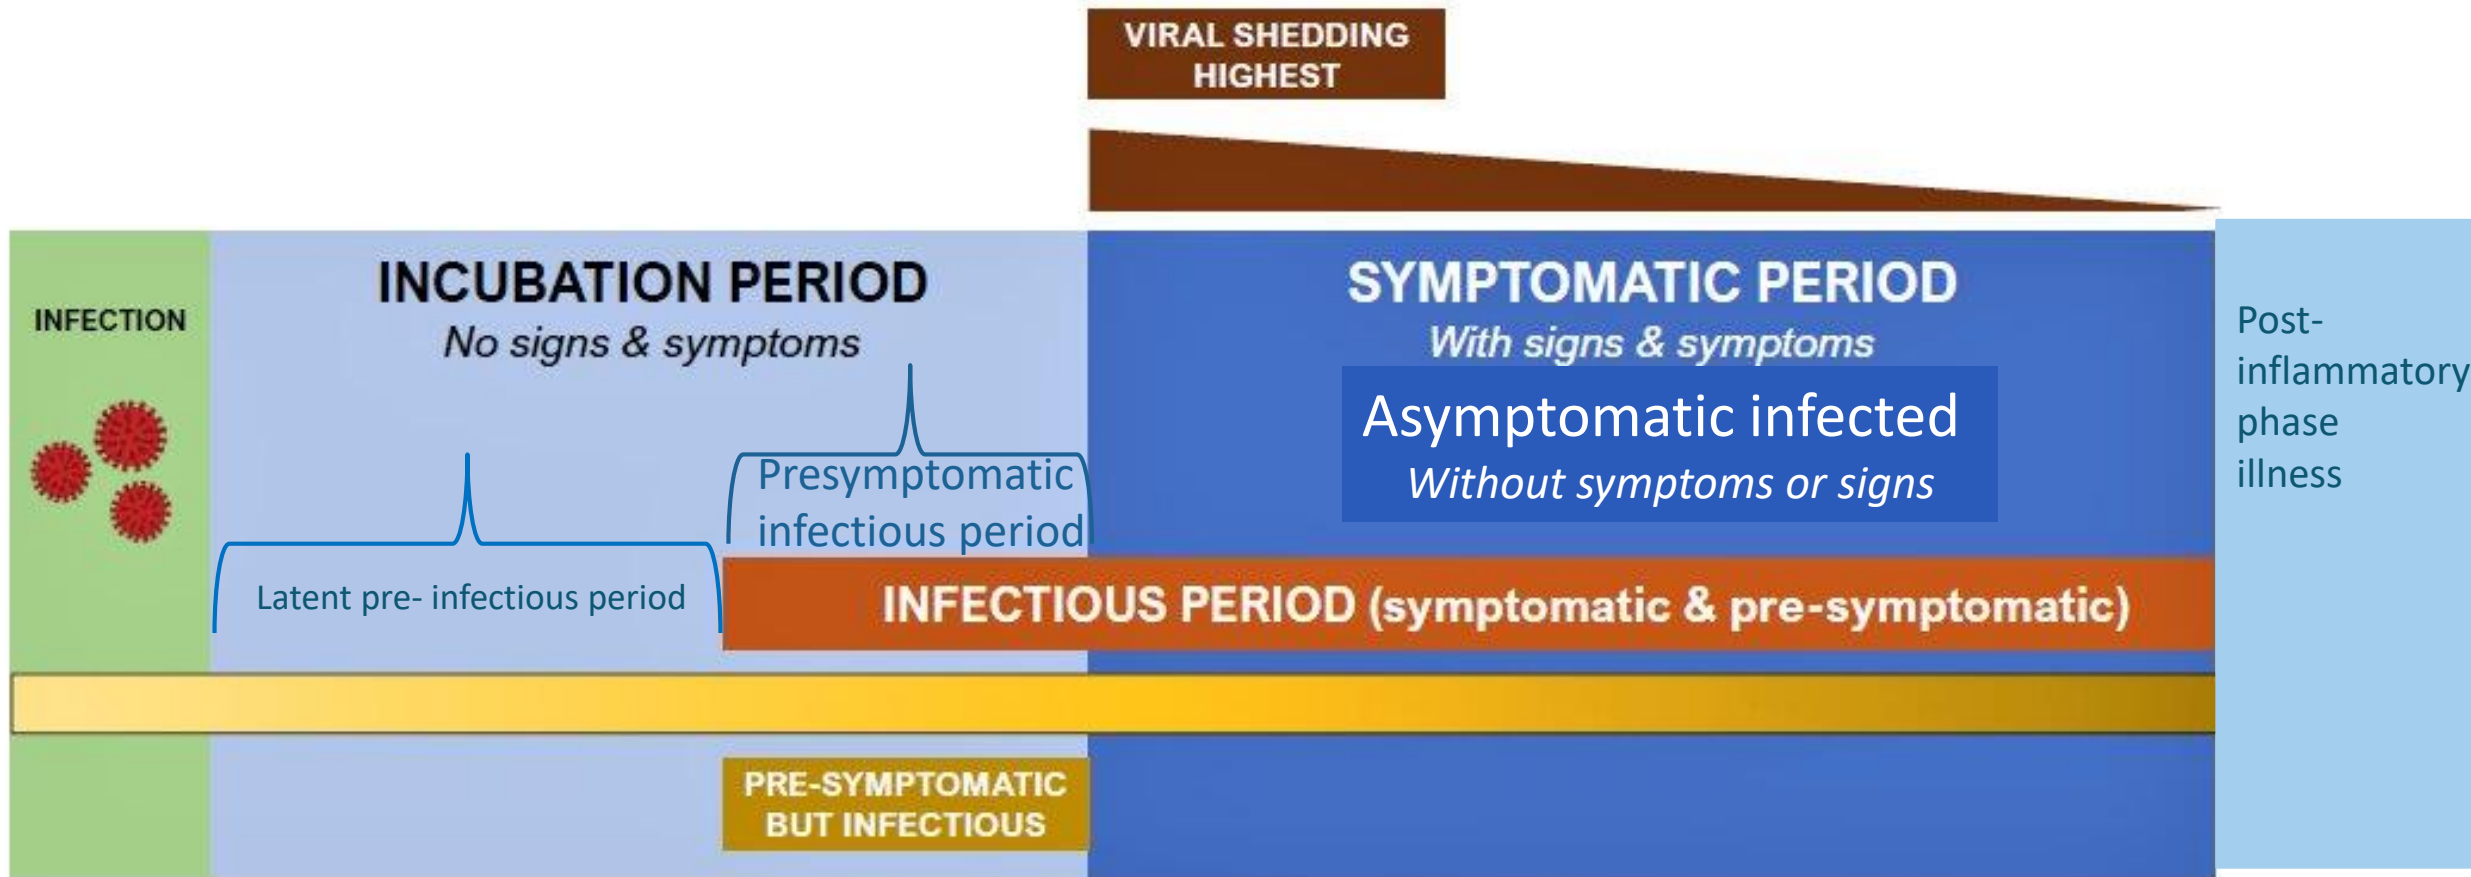 VIRAL SHEDDING
HIGHEST
INFECTION
INCUBATION PERIOD
No signs & symptoms
SYMPTOMATIC PERIOD
With signs & symptoms
Asymptomatic infected
Without symptoms or signs
Post-
inflammatory
phase
illness
Presymptomatic
infectious period
Latent pre- infectious period
INFECTIOUS PERIOD (symptomatic & pre-symptomatic)
PRE-SYMPTOMATIC
BUT INFECTIOUS